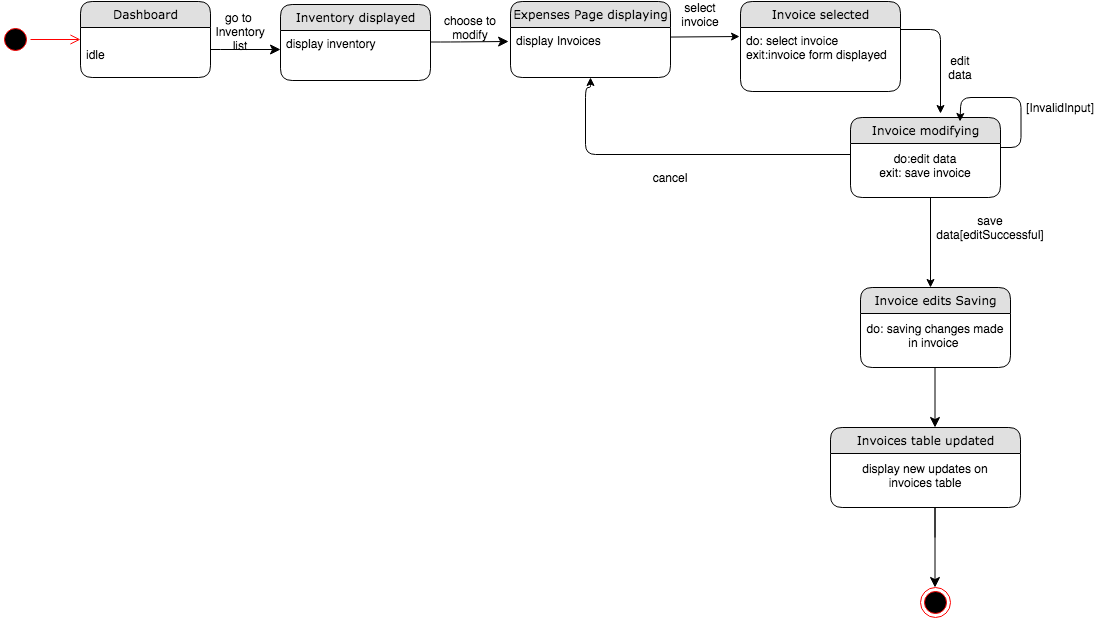 Dashboard
idle
go to
Inventory
list
Inventory displayed
display inventory
choose to
modify
Expenses Page displaying
display Invoices
select
invoice
Invoice selected
do: select invoice
exit:invoice form displayed
edit
data
[InvalidInput]
Invoice modifying
do:edit data
exit: save invoice
cancel
save
data[editSuccessful]
Invoice edits Saving
do: saving changes made
in invoice
Invoices table updated
display new updates on
invoices table